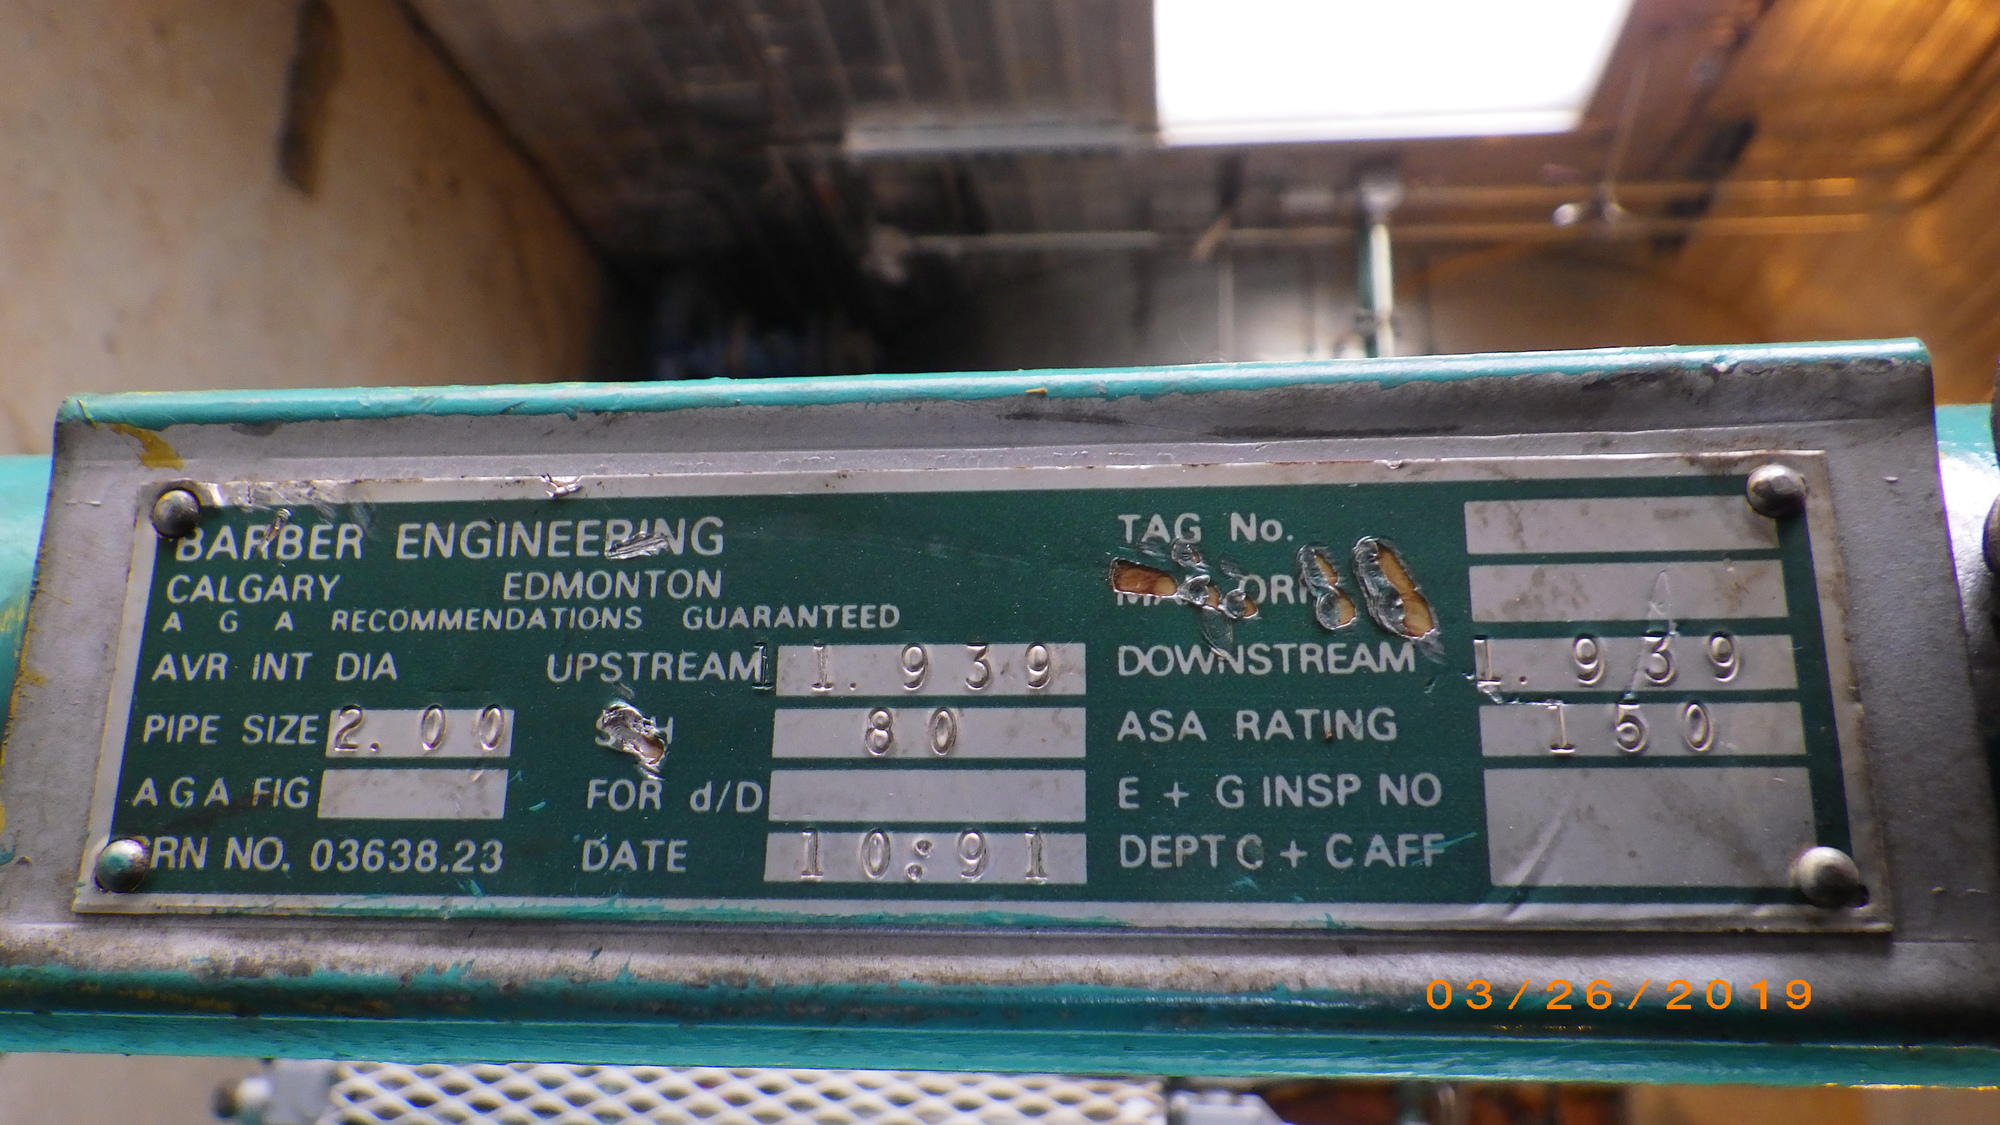 BARBER ENGINEERING
CALGARY EDMONTON
A G A RECOMMENDATIONS GUARANTEED
TAG No.
AVR INT DIA UPSTREAM 1 1.939 DOWNSTREAM 1.939
PIPE SIZE 2.00 80 ASA RATING 150
AGA FIG FOR d/D E + G INSP NO
CRN NO. 03638.23 DATE 10:91 DEPT C + C AFF
03/26/2019